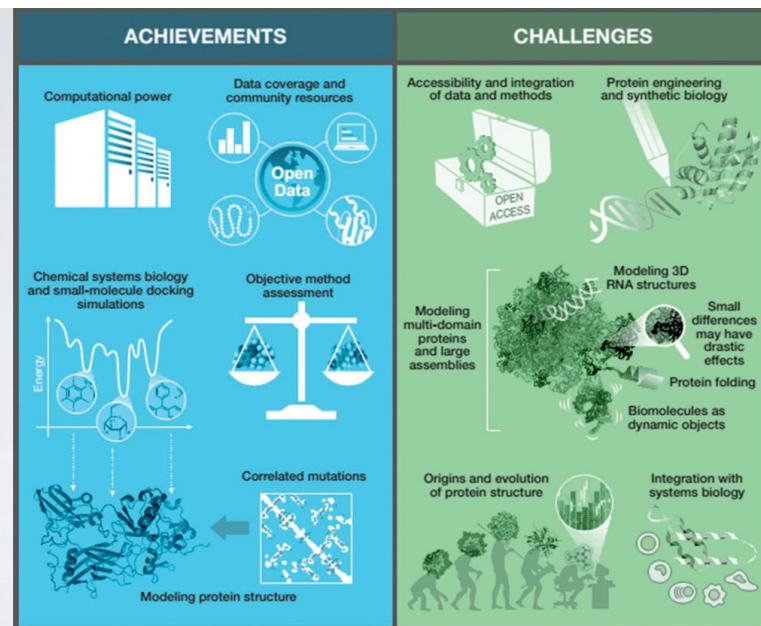 ACHIEVEMENTS
Computational power
Data coverage and
community resources
Open
Data
Chemical systems biology
and small-molecule docking
simulations
Energy
Objective method
assessment
Correlated mutations
Modeling protein structure
CHALLENGES
Accessibility and integration
of data and methods
OPEN
ACCESS
Protein engineering
and synthetic biology
Modeling
multi-domain
proteins
and large
assemblies
Modeling 3D
RNA structures
Small
differences
may have
drastic
effects
Protein folding
Biomolecules as
dynamic objects
Origins and evolution
of protein structure
Integration with
systems biology